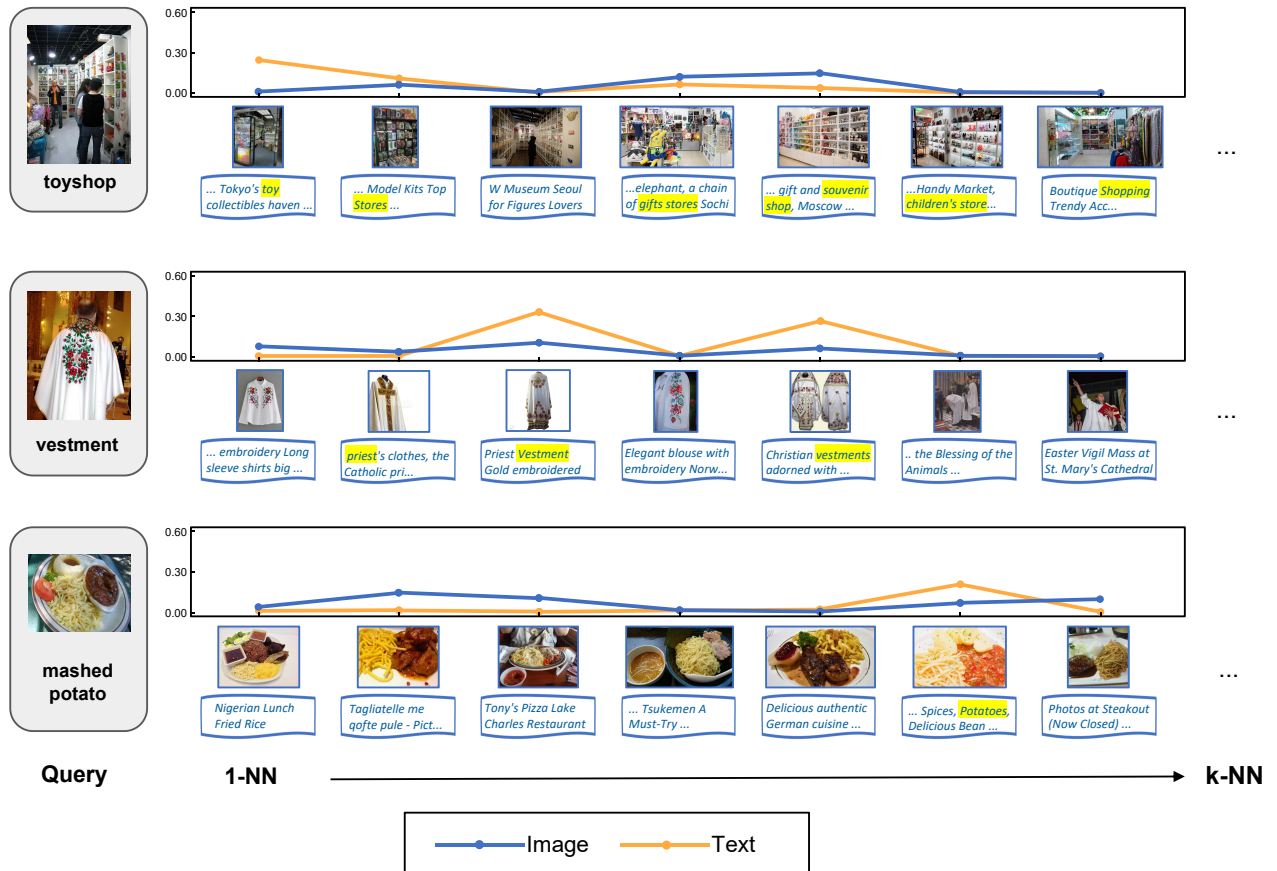 0.60
0.30
0.00
toyshop
... Tokyo's toy
collectibles haven ...
... Model Kits Top
Stores ...
W Museum Seoul
for Figures Lovers
...elephant, a chain
of gifts stores Sochi
... gift and souvenir
shop, Moscow ...
...Handy Market,
children's store...
Boutique Shopping
Trendy Acc...
...
0.60
0.30
0.00
vestment
... embroidery Long
sleeve shirts big ...
priest's clothes, the
Catholic pri...
Priest Vestment
Gold embroidered
Elegant blouse with
embroidery Norw...
Christian vestments
adorned with ...
.. the Blessing of the
Animals ...
Easter Vigil Mass at
St. Mary's Cathedral
...
0.60
0.30
0.00
mashed
potato
Nigerian Lunch
Fried Rice
Tagliatelle me
qofte pule - Pict...
Tony's Pizza Lake
Charles Restaurant
... Tsukemen A
Must-Try ...
Delicious authentic
German cuisine ...
... Spices, Potatoes,
Delicious Bean ...
Photos at Steakout
(Now Closed) ...
...
Query
1-NN
k-NN
Image
Text